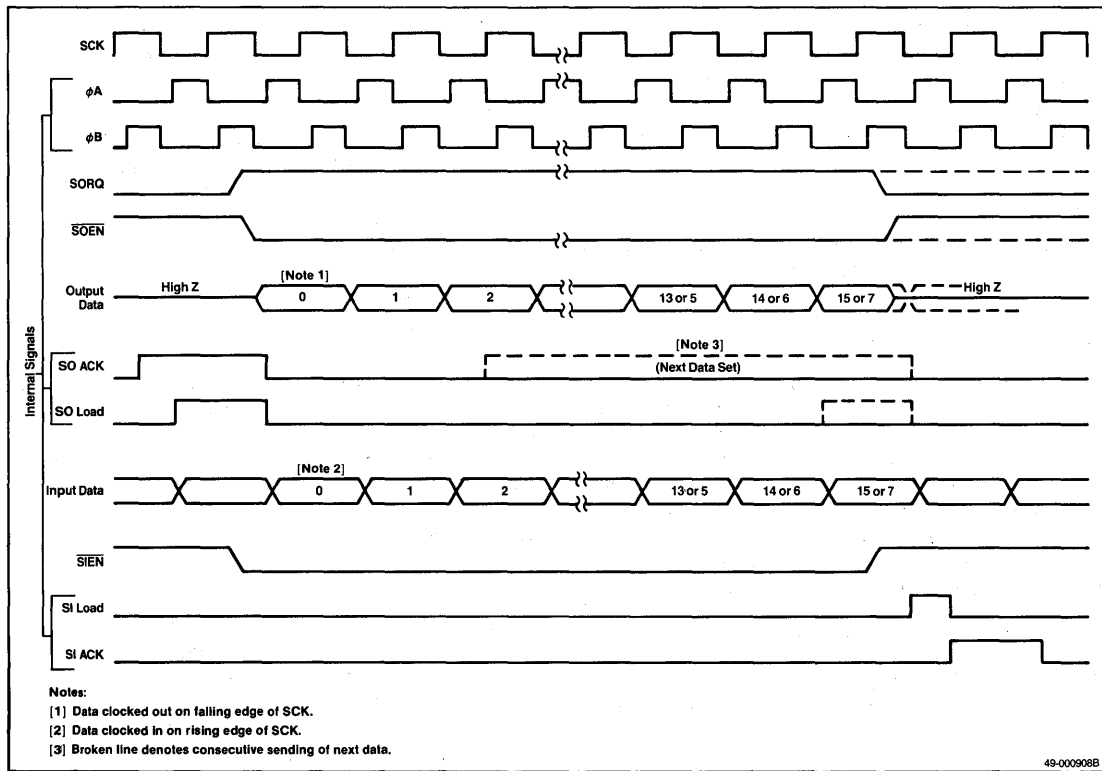 SCK
φA
φB
SORQ
SOEN
[Note 1]
Output Data
High Z
0
1
2
13 or 5
14 or 6
15 or 7
High Z
Internal Signals
SO ACK
[Note 3]
(Next Data Set)
SO Load
[Note 2]
Input Data
0
1
2
13 or 5
14 or 6
15 or 7
SIEN
SI Load
SI ACK
Notes:
[1] Data clocked out on falling edge of SCK.
[2] Data clocked in on rising edge of SCK.
[3] Broken line denotes consecutive sending of next data.
49-000908B